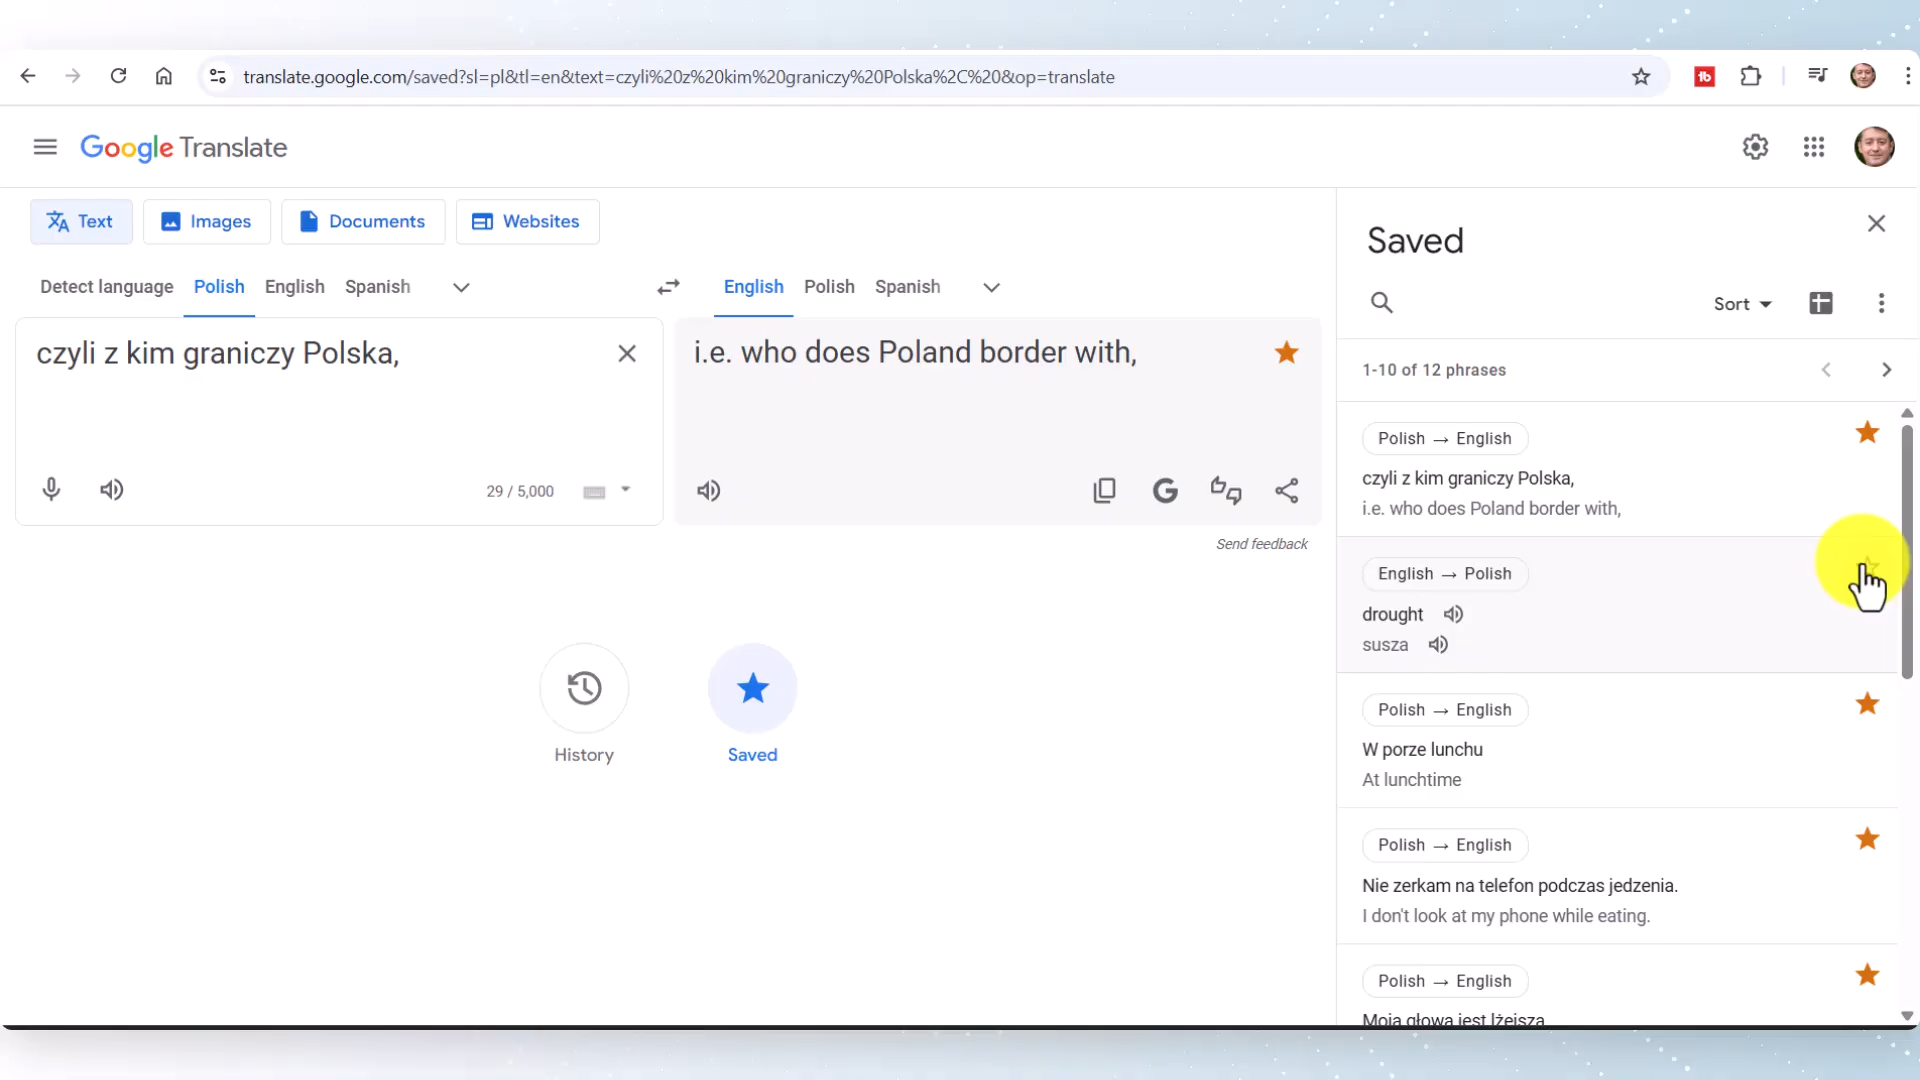 translate.google.com/saved?sl=pl&tl=en&text=czyli%20z%20kim%20graniczy%20Polska%2C%20&op=translate
Google Translate
Text
Images
Documents
Websites
Detect language
Polish
English
Spanish
English
Polish
Spanish
czyli z kim graniczy Polska,
29 / 5,000
i.e. who does Poland border with,
Send feedback
History
Saved
Saved
Sort
1-10 of 12 phrases
Polish → English
czyli z kim graniczy Polska,
i.e. who does Poland border with,
English → Polish
drought
susza
Polish → English
W porze lunchu
At lunchtime
Polish → English
Nie zerkam na telefon podczas jedzenia.
I don't look at my phone while eating.
Polish → English
Moja głowa jest lżejsza